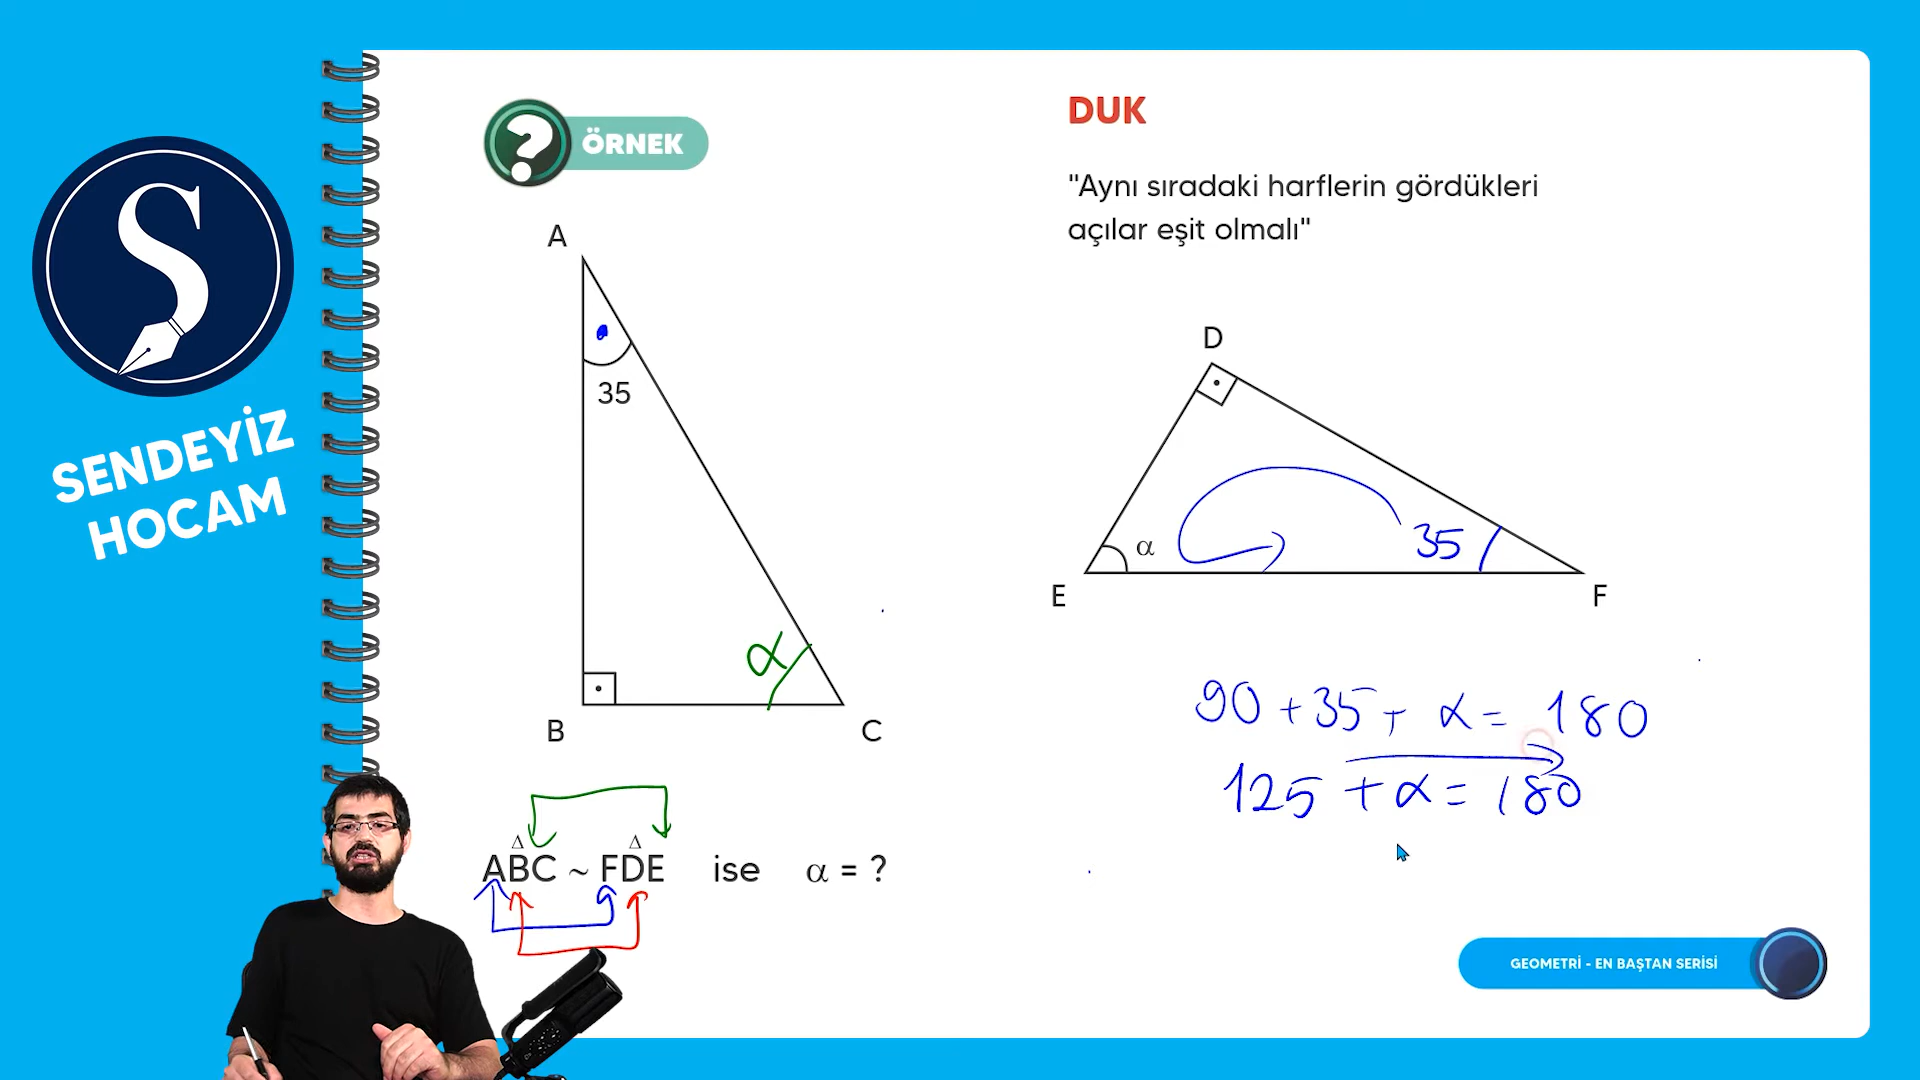 SENDEYİZ
HOCAM
ÖRNEK
A
35
α
B
C
ABC ~ FDE ise α = ?
DUK
"Aynı sıradaki harflerin gördükleri
açılar eşit olmalı"
D
α
35
E
F
90 + 35 + α = 180
125 + α = 180
GEOMETRİ - EN BAŞTAN SERİSİ